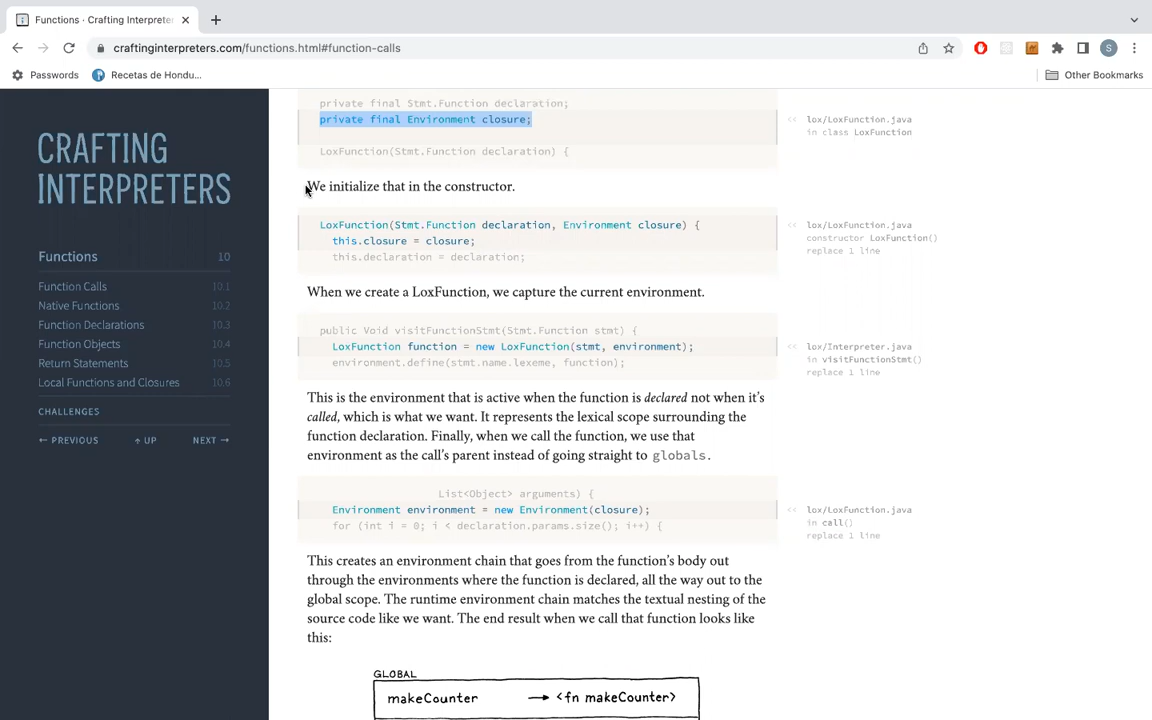 Functions · Crafting Interprete
craftinginterpreters.com/functions.html#function-calls
S
Passwords
Recetas de Hondu...
Other Bookmarks
CRAFTING
INTERPRETERS
Functions 10
Function Calls 10.1
Native Functions 10.2
Function Declarations 10.3
Function Objects 10.4
Return Statements 10.5
Local Functions and Closures 10.6
CHALLENGES
← PREVIOUS ↑ UP NEXT →
private final Stmt.Function declaration;
private final Environment closure;
<< lox/LoxFunction.java
in class LoxFunction
LoxFunction(Stmt.Function declaration) {
We initialize that in the constructor.
LoxFunction(Stmt.Function declaration, Environment closure) {
this.closure = closure;
this.declaration = declaration;
<< lox/LoxFunction.java
constructor LoxFunction()
replace 1 line
When we create a LoxFunction, we capture the current environment.
public Void visitFunctionStmt(Stmt.Function stmt) {
LoxFunction function = new LoxFunction(stmt, environment);
environment.define(stmt.name.lexeme, function);
<< lox/Interpreter.java
in visitFunctionStmt()
replace 1 line
This is the environment that is active when the function is declared not when it's
called, which is what we want. It represents the lexical scope surrounding the
function declaration. Finally, when we call the function, we use that
environment as the call's parent instead of going straight to globals.
List<Object> arguments) {
Environment environment = new Environment(closure);
for (int i = 0; i < declaration.params.size(); i++) {
<< lox/LoxFunction.java
in call()
replace 1 line
This creates an environment chain that goes from the function's body out
through the environments where the function is declared, all the way out to the
global scope. The runtime environment chain matches the textual nesting of the
source code like we want. The end result when we call that function looks like
this:
GLOBAL
makeCounter → <fn makeCounter>